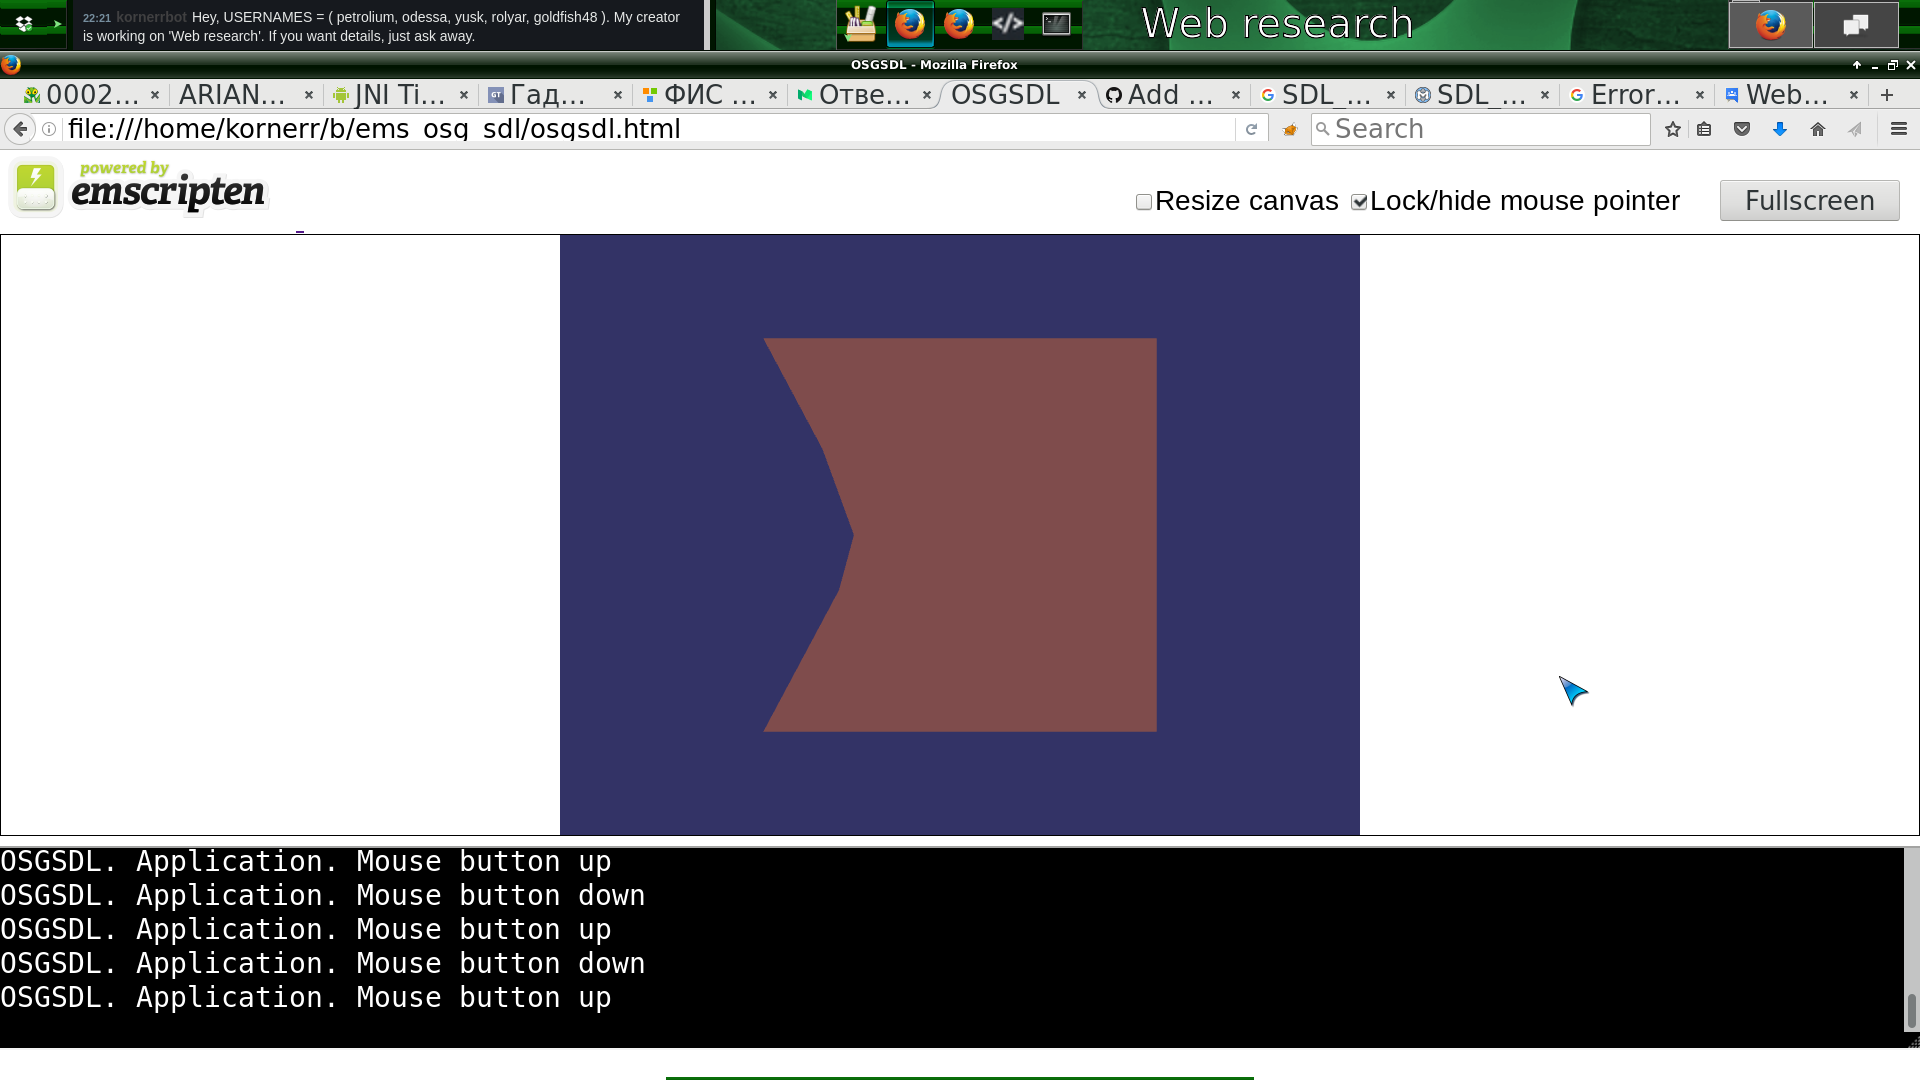 22:21 kornerrbot Hey, USERNAMES = ( petrolium, odessa, yusk, rolyar, goldfish48 ). My creator
is working on 'Web research'. If you want details, just ask away.
Web research
OSGSDL - Mozilla Firefox
0002...
ARIAN...
JNI Ti...
GT Гад...
ФИС ...
Отве...
OSGSDL
Add ...
SDL_...
SDL_...
Error...
Web...
file:///home/kornerr/b/ems_osg_sdl/osgsdl.html
Search
powered by
emscripten
Resize canvas
Lock/hide mouse pointer
Fullscreen
OSGSDL. Application. Mouse button up
OSGSDL. Application. Mouse button down
OSGSDL. Application. Mouse button up
OSGSDL. Application. Mouse button down
OSGSDL. Application. Mouse button up